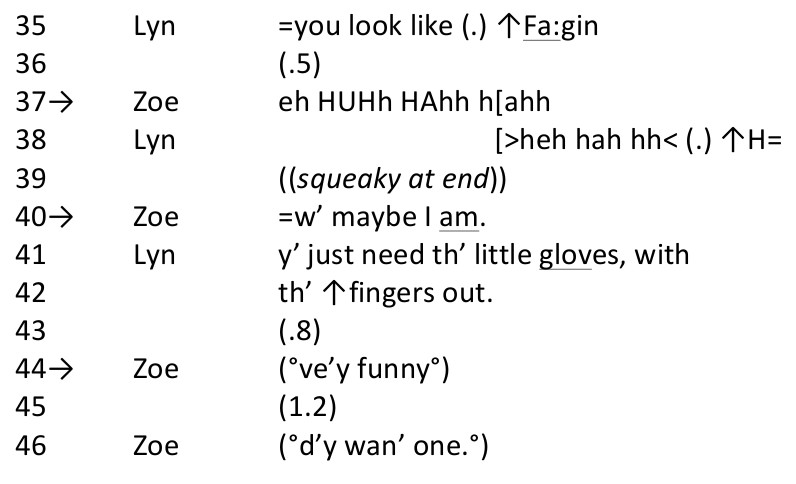 35 Lyn =you look like (.) ↑Fa:gin
36 (.5)
37→ Zoe eh HUHh HAhh h[ahh
38 Lyn [>heh hah hh< (.) ↑H=
39 ((squeaky at end))
40→ Zoe =w’ maybe I am.
41 Lyn y’ just need th’ little gloves, with
42 th’ ↑fingers out.
43 (.8)
44→ Zoe (°ve’y funny°)
45 (1.2)
46 Zoe (°d’y wan’ one.°)